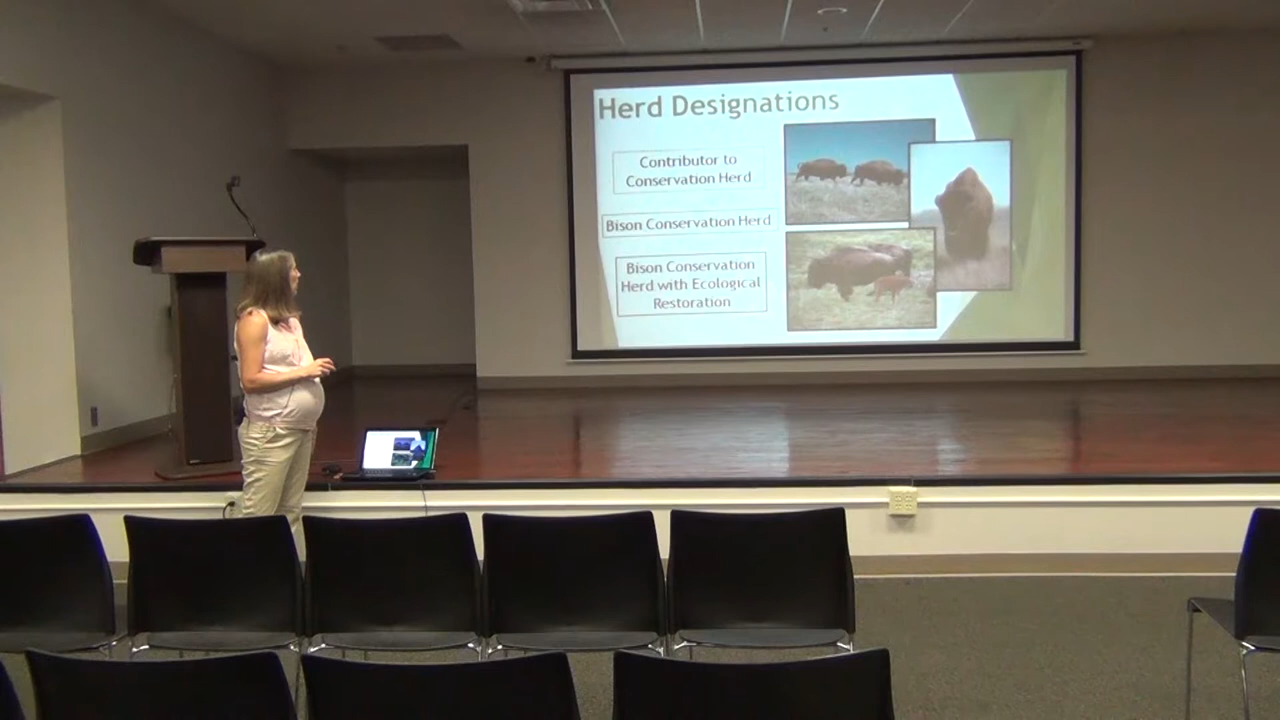 Herd Designations
Contributor to
Conservation Herd
Bison Conservation Herd
Bison Conservation
Herd with Ecological
Restoration